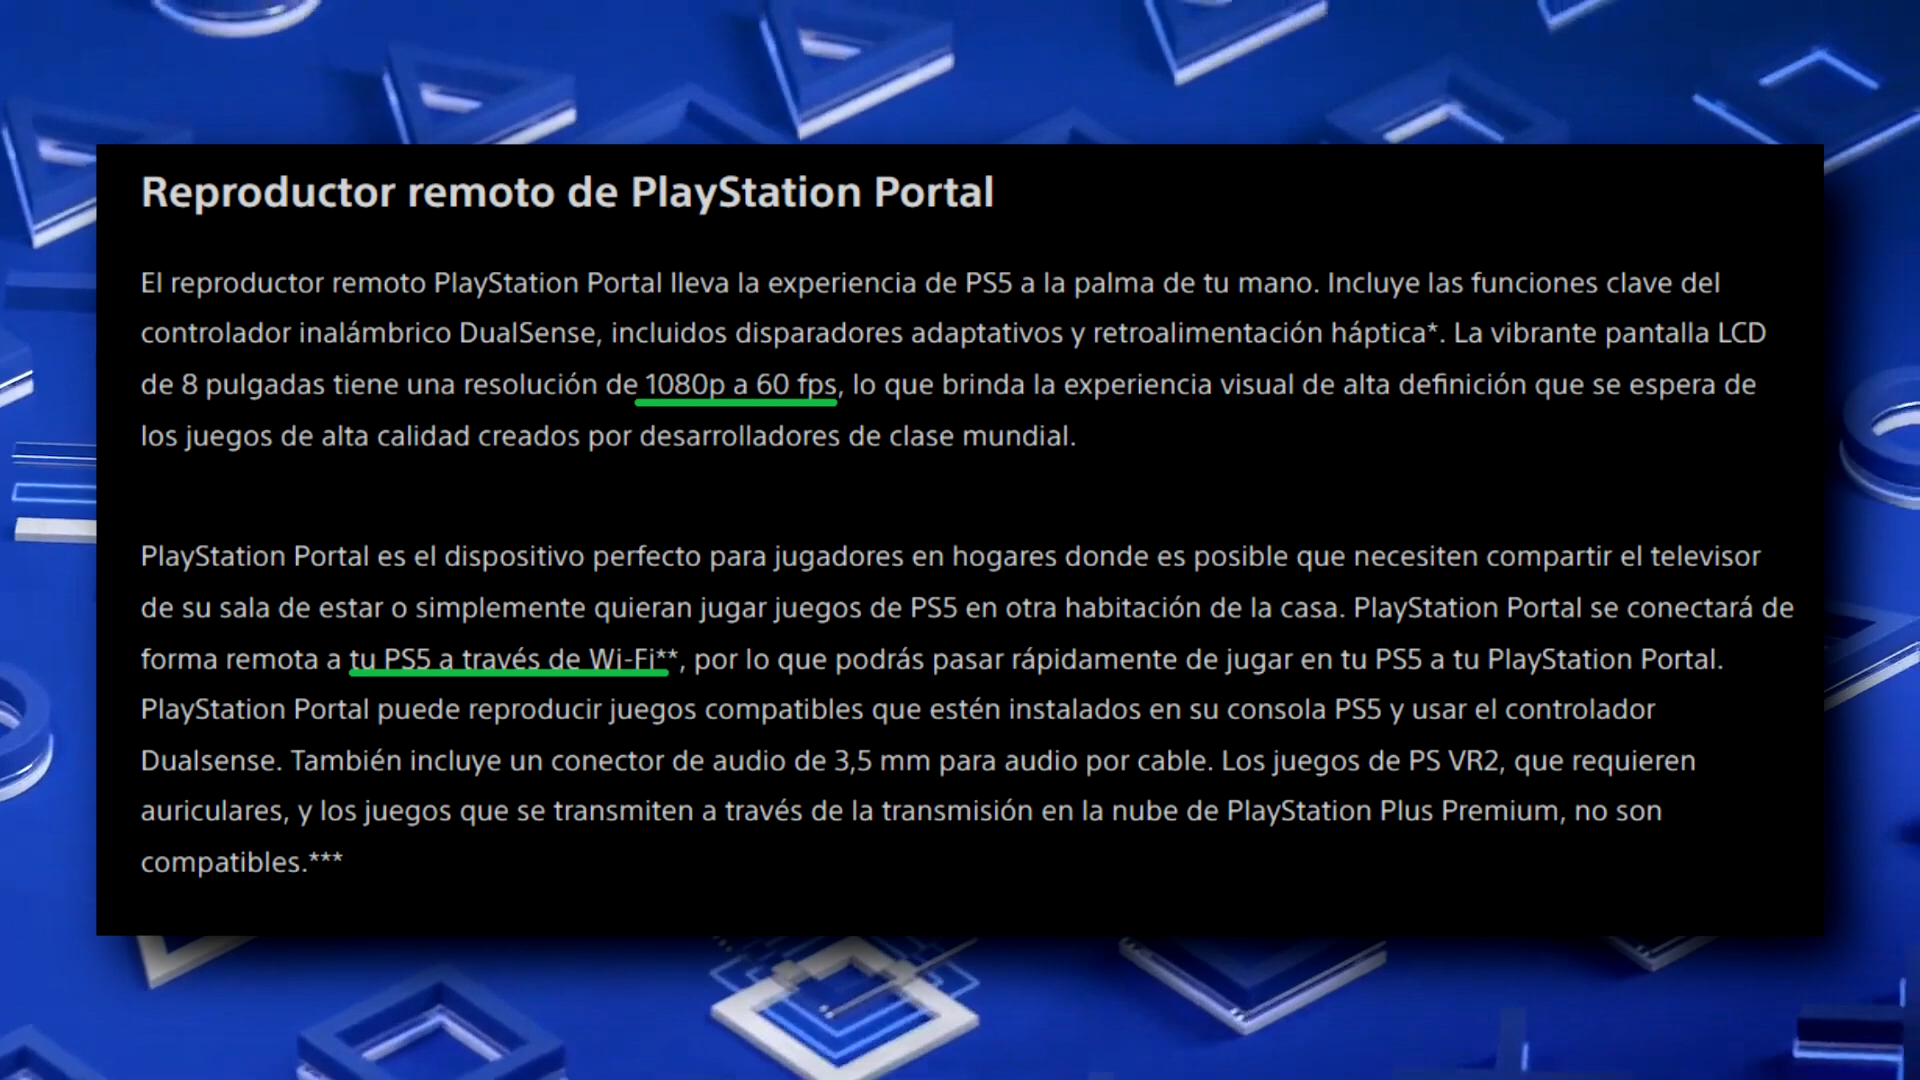 Reproductor remoto de PlayStation Portal
El reproductor remoto PlayStation Portal lleva la experiencia de PS5 a la palma de tu mano. Incluye las funciones clave del
controlador inalámbrico DualSense, incluidos disparadores adaptativos y retroalimentación háptica*. La vibrante pantalla LCD
de 8 pulgadas tiene una resolución de 1080p a 60 fps, lo que brinda la experiencia visual de alta definición que se espera de
los juegos de alta calidad creados por desarrolladores de clase mundial.
PlayStation Portal es el dispositivo perfecto para jugadores en hogares donde es posible que necesiten compartir el televisor
de su sala de estar o simplemente quieran jugar juegos de PS5 en otra habitación de la casa. PlayStation Portal se conectará de
forma remota a tu PS5 a través de Wi-Fi**, por lo que podrás pasar rápidamente de jugar en tu PS5 a tu PlayStation Portal.
PlayStation Portal puede reproducir juegos compatibles que estén instalados en su consola PS5 y usar el controlador
Dualsense. También incluye un conector de audio de 3,5 mm para audio por cable. Los juegos de PS VR2, que requieren
auriculares, y los juegos que se transmiten a través de la transmisión en la nube de PlayStation Plus Premium, no son
compatibles.***